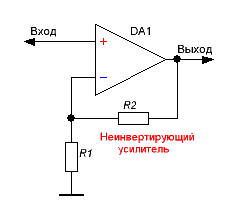 DA1
Вход
Выход
+
−
R2
Неинвертирующий
усилитель
R1